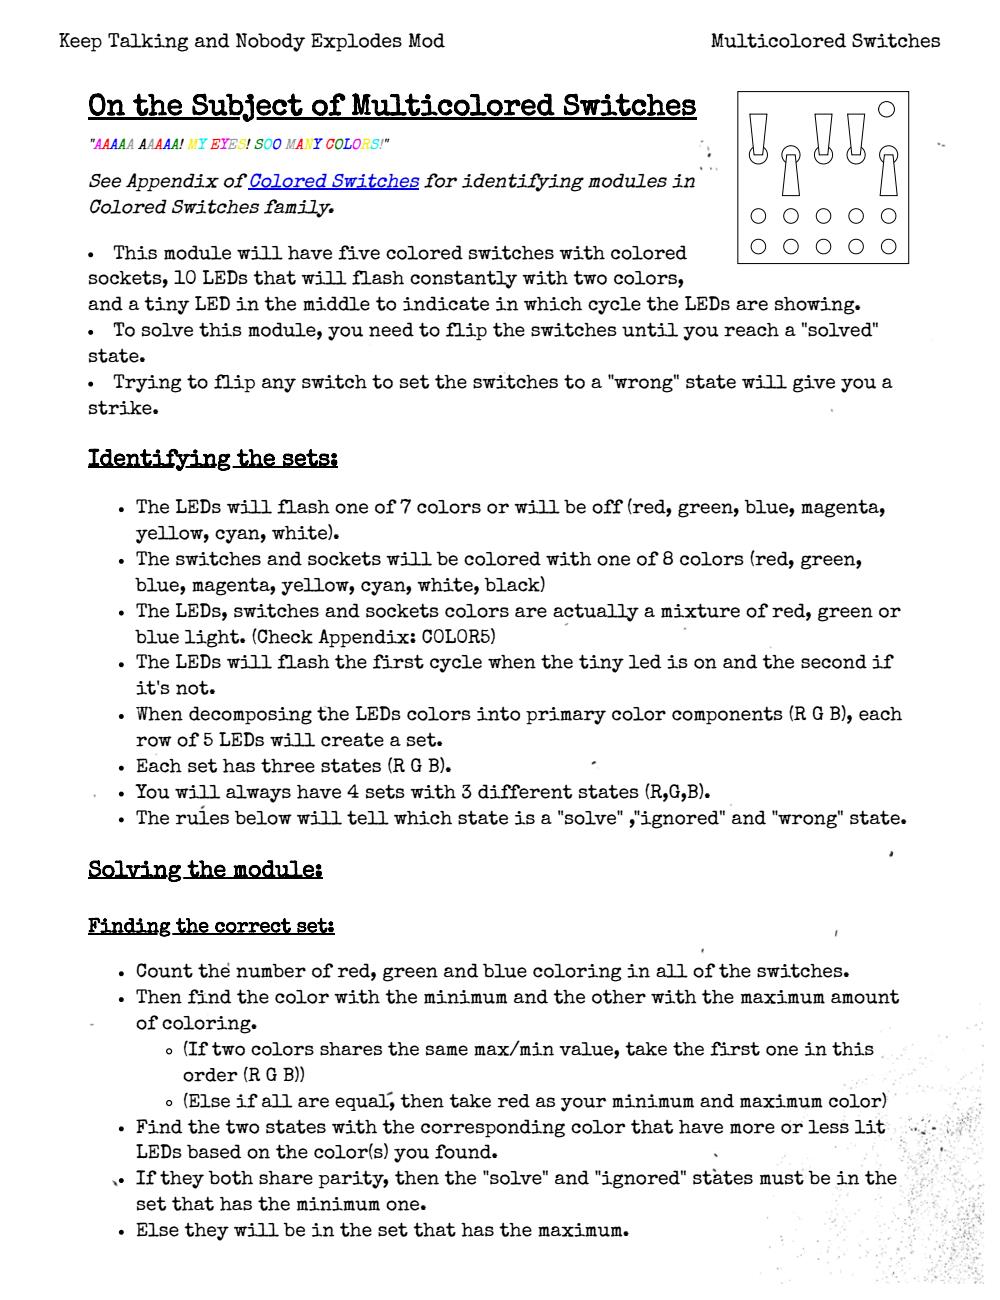 Keep Talking and Nobody Explodes Mod Multicolored Switches
On the Subject of Multicolored Switches
"AAAAA AAAAA! MY EYES! SOO MANY COLORS!"
See Appendix of Colored Switches for identifying modules in
Colored Switches family.
• This module will have five colored switches with colored
sockets, 10 LEDs that will flash constantly with two colors,
and a tiny LED in the middle to indicate in which cycle the LEDs are showing.
• To solve this module, you need to flip the switches until you reach a "solved"
state.
• Trying to flip any switch to set the switches to a "wrong" state will give you a
strike.
Identifying the sets:
• The LEDs will flash one of 7 colors or will be off (red, green, blue, magenta,
yellow, cyan, white).
• The switches and sockets will be colored with one of 8 colors (red, green,
blue, magenta, yellow, cyan, white, black)
• The LEDs, switches and sockets colors are actually a mixture of red, green or
blue light. (Check Appendix: C0L0R5)
• The LEDs will flash the first cycle when the tiny led is on and the second if
it's not.
• When decomposing the LEDs colors into primary color components (R G B), each
row of 5 LEDs will create a set.
• Each set has three states (R G B).
• You will always have 4 sets with 3 different states (R,G,B).
• The rules below will tell which state is a "solve" ,"ignored" and "wrong" state.
Solving the module:
Finding the correct set:
• Count the number of red, green and blue coloring in all of the switches.
• Then find the color with the minimum and the other with the maximum amount
of coloring.
◦ (If two colors shares the same max/min value, take the first one in this
order (R G B))
◦ (Else if all are equal, then take red as your minimum and maximum color)
• Find the two states with the corresponding color that have more or less lit
LEDs based on the color(s) you found.
• If they both share parity, then the "solve" and "ignored" states must be in the
set that has the minimum one.
• Else they will be in the set that has the maximum.